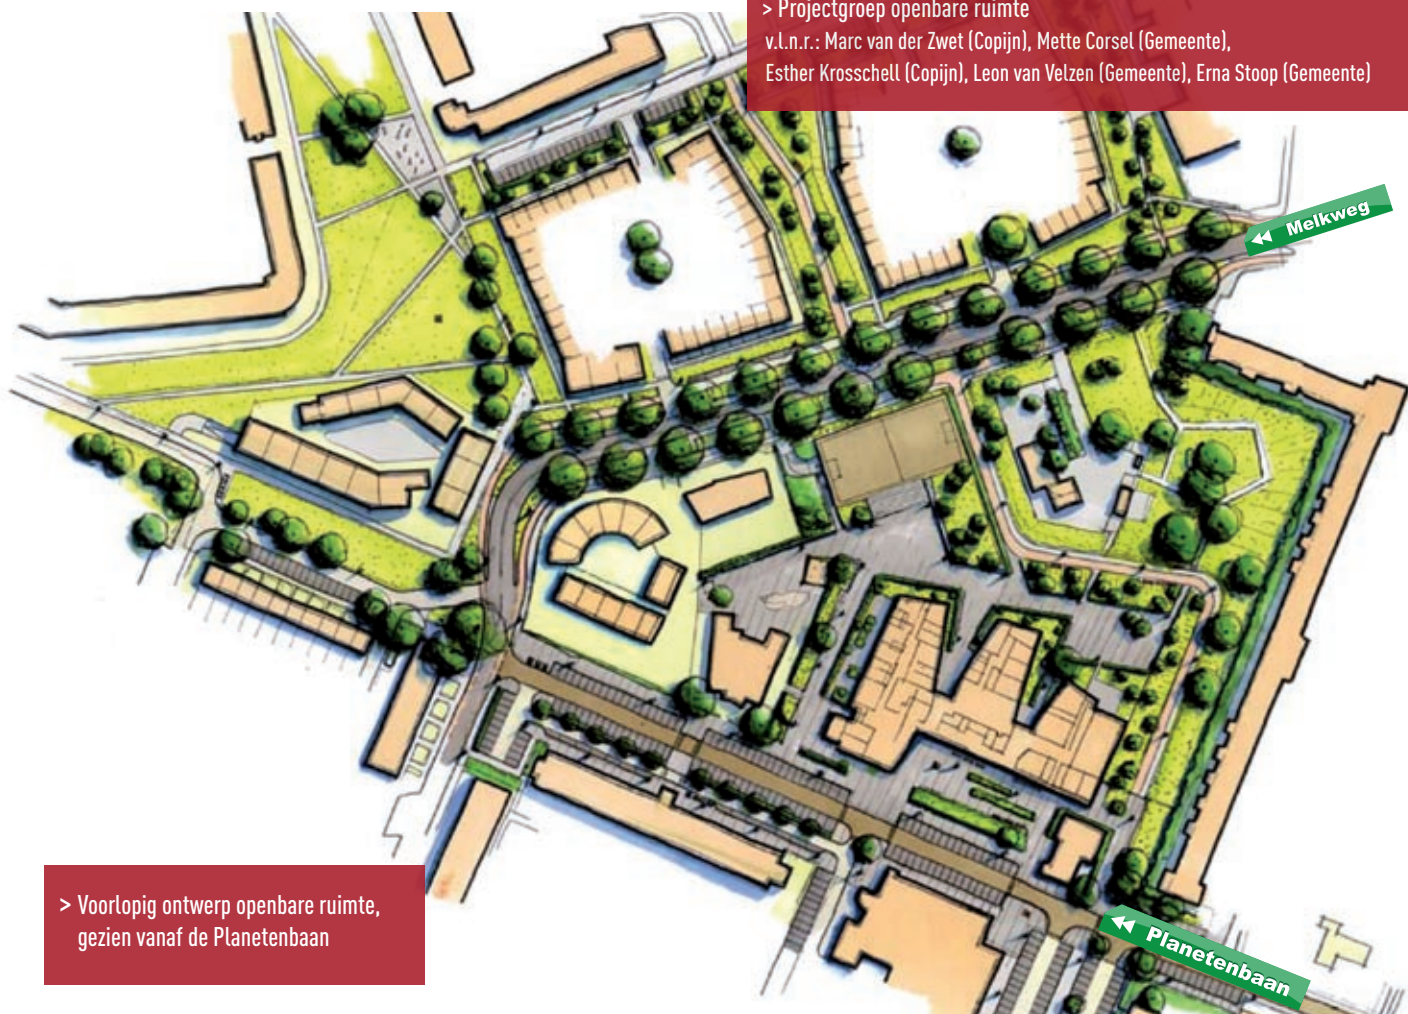 > Projectgroep openbare ruimte
v.l.n.r.: Marc van der Zwet (Copijn), Mette Corsel (Gemeente),
Esther Krosschell (Copijn), Leon van Velzen (Gemeente), Erna Stoop (Gemeente)
Melkweg
> Voorlopig ontwerp openbare ruimte,
gezien vanaf de Planetenbaan
Planetenbaan